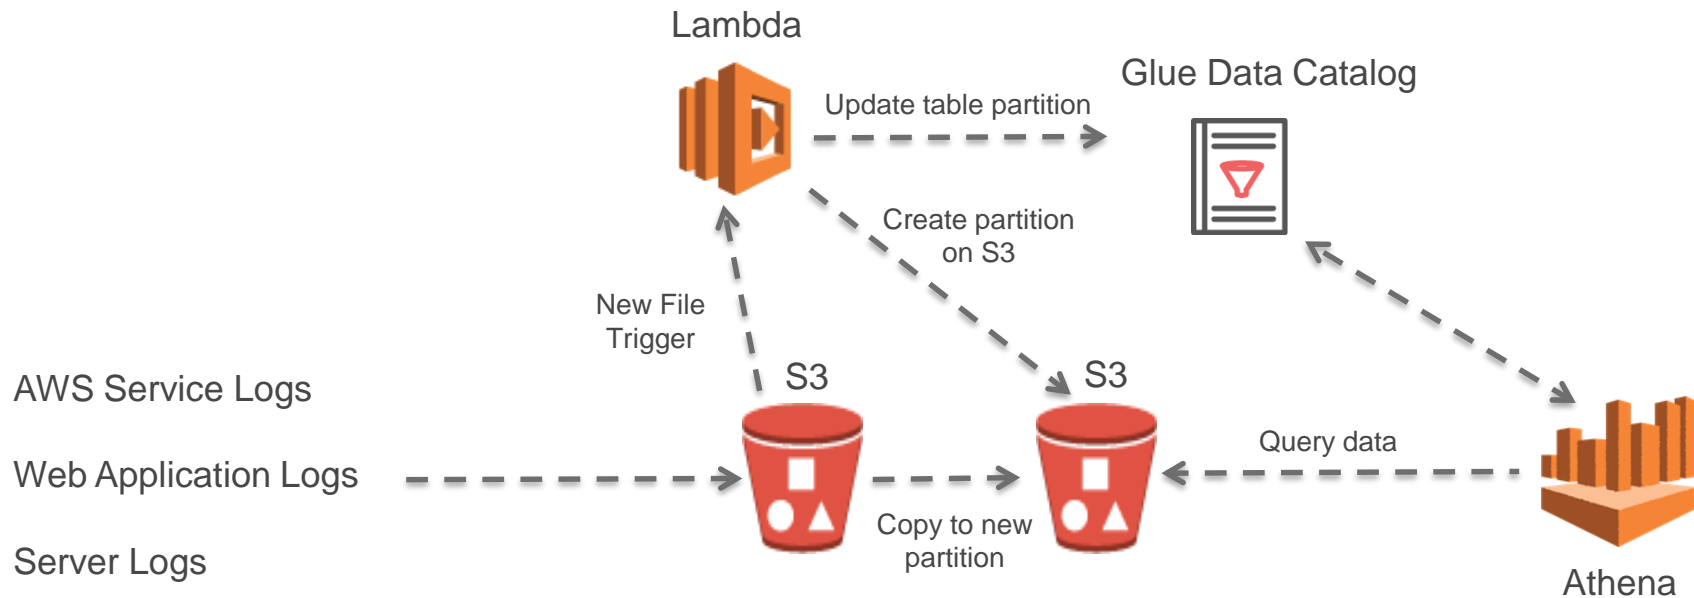 Lambda
Glue Data Catalog
Update table partition
Create partition
on S3
New File
Trigger
S3
S3
AWS Service Logs
Web Application Logs
Server Logs
Query data
Copy to new
partition
Athena